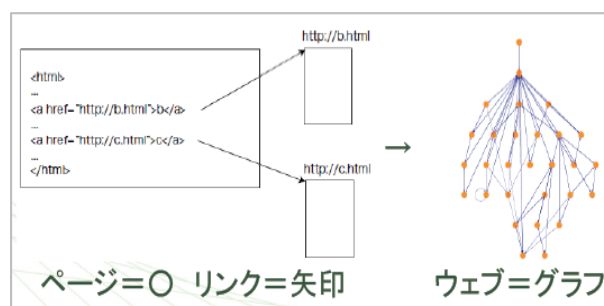 http://b.html
<html>
...
<a href="http://b.html">b</a>
...
<a href="http://c.html">c</a>
...
</html>
http://c.html
→
ページ=〇 リンク=矢印 ウェブ=グラフ